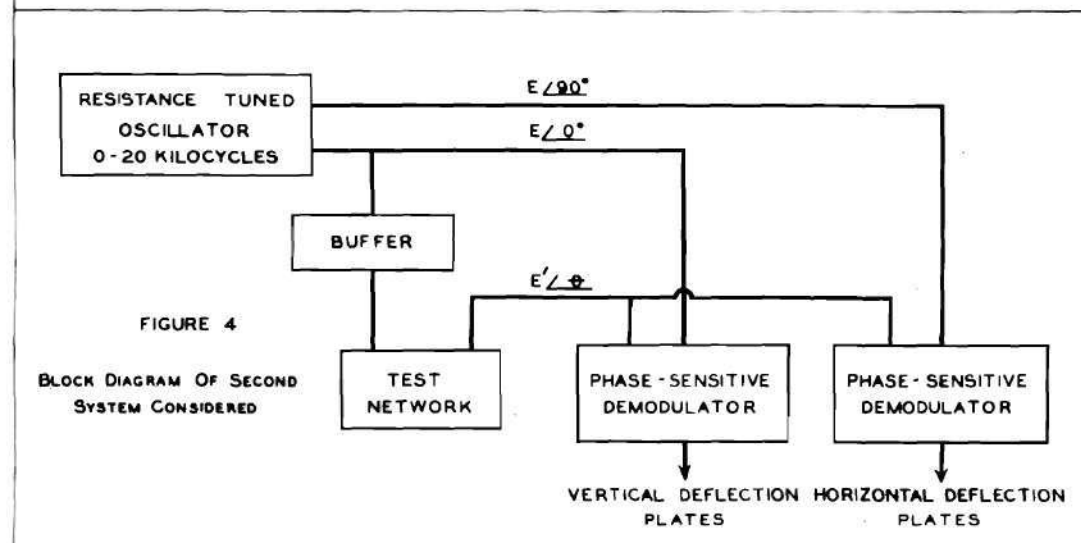 RESISTANCE TUNED
OSCILLATOR
0-20 KILOCYCLES
E/90°
E/0°
BUFFER
E'/θ
FIGURE 4
BLOCK DIAGRAM OF SECOND
SYSTEM CONSIDERED
TEST
NETWORK
PHASE-SENSITIVE
DEMODULATOR
PHASE-SENSITIVE
DEMODULATOR
VERTICAL DEFLECTION
PLATES
HORIZONTAL DEFLECTION
PLATES